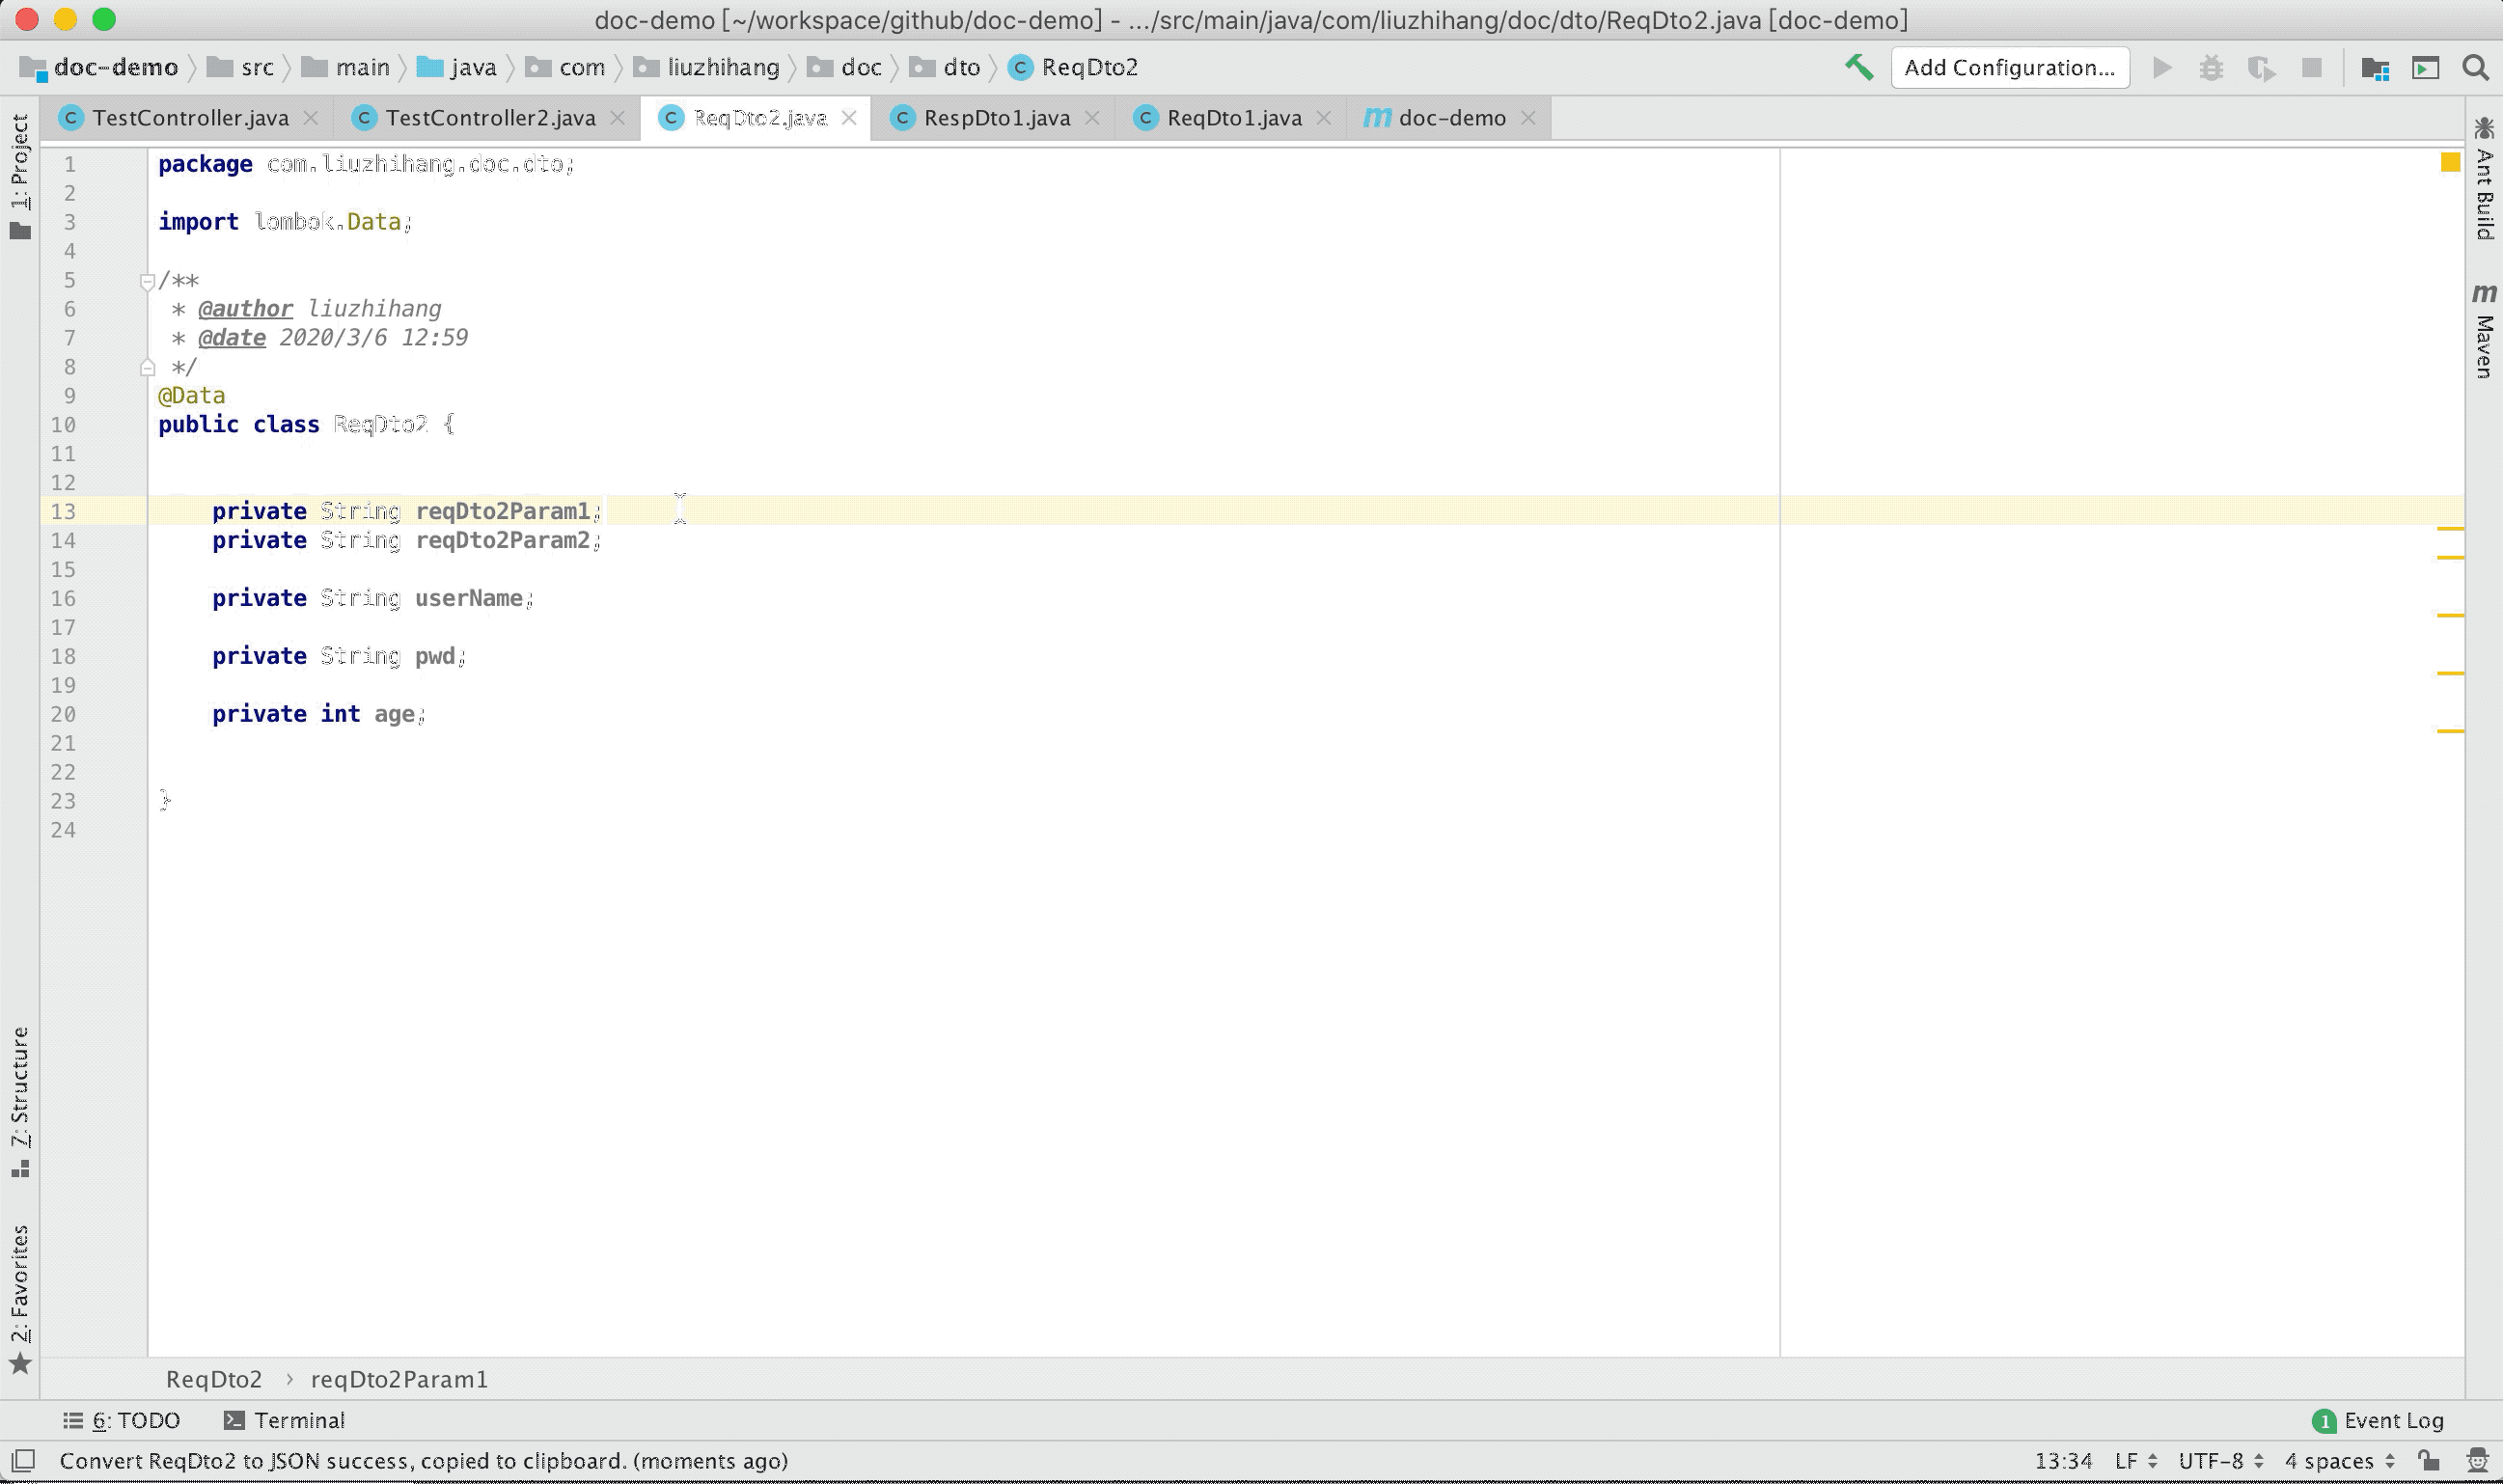 doc-demo [~/workspace/github/doc-demo] - .../src/main/java/com/liuzhihang/doc/dto/ReqDto2.java [doc-demo]
doc-demo src main java com liuzhihang doc dto C ReqDto2 Add Configuration...
C TestController.java C TestController2.java C ReqDto2.java C RespDto1.java C ReqDto1.java m doc-demo
1: Project
7: Structure
2: Favorites
1 package com.liuzhihang.doc.dto;
2
3 import lombok.Data;
4
5 /**
6 * @author liuzhihang
7 * @date 2020/3/6 12:59
8 */
9 @Data
10 public class ReqDto2 {
11
12
13 private String reqDto2Param1;
14 private String reqDto2Param2;
15
16 private String userName;
17
18 private String pwd;
19
20 private int age;
21
22
23 }
24
Ant Build
m Maven
ReqDto2 › reqDto2Param1
6: TODO Terminal 1 Event Log
Convert ReqDto2 to JSON success, copied to clipboard. (moments ago) 13:34 LF UTF-8 4 spaces